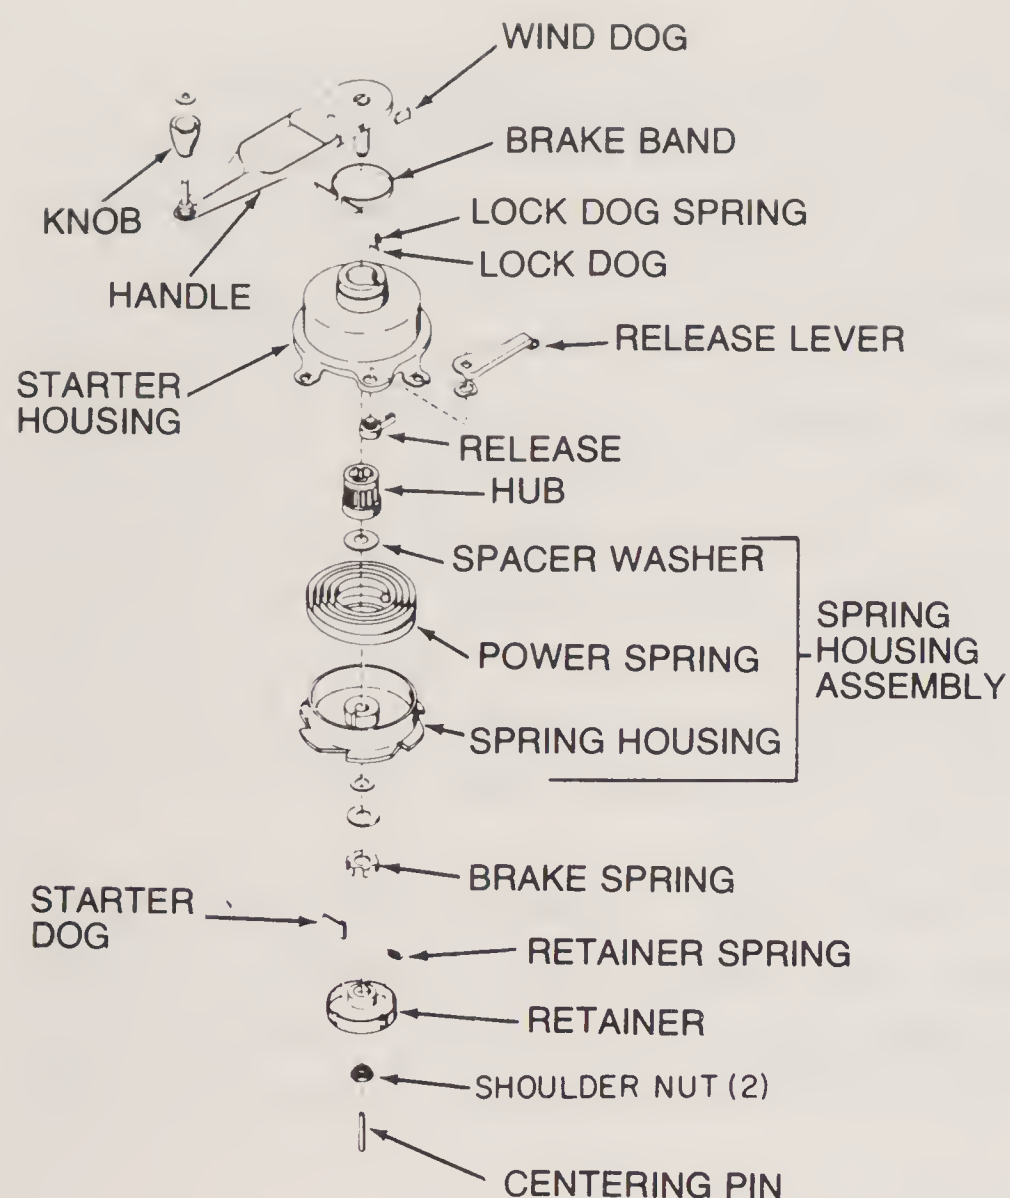 WIND DOG
BRAKE BAND
KNOB
LOCK DOG SPRING
LOCK DOG
HANDLE
RELEASE LEVER
STARTER
HOUSING
RELEASE
HUB
SPACER WASHER
SPRING
HOUSING
ASSEMBLY
POWER SPRING
SPRING HOUSING
BRAKE SPRING
STARTER
DOG
RETAINER SPRING
RETAINER
SHOULDER NUT (2)
CENTERING PIN